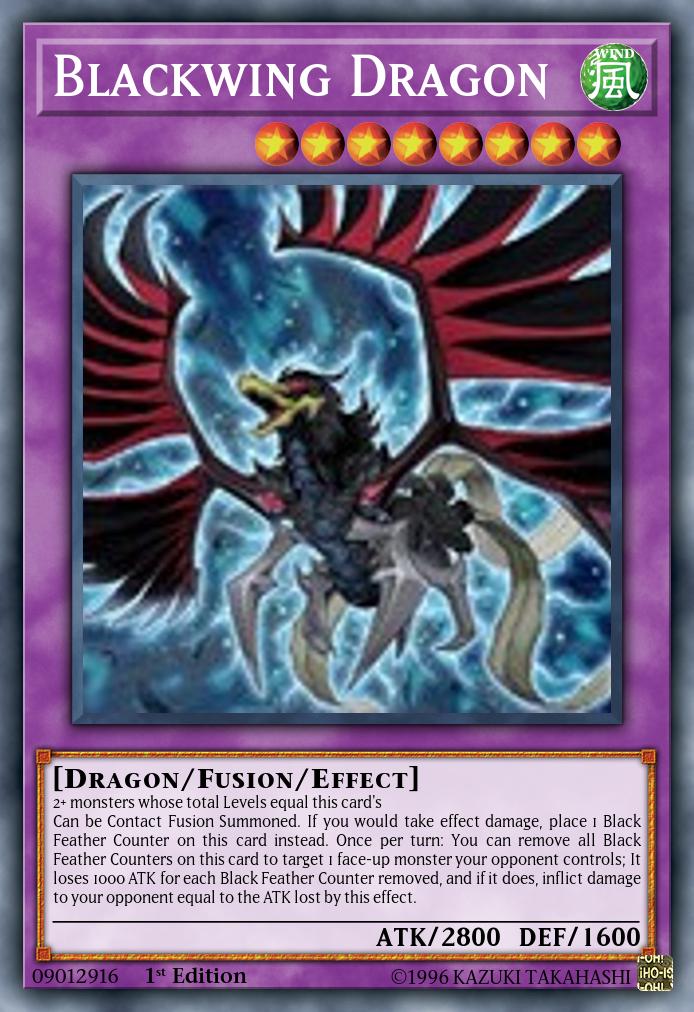 Blackwing Dragon
WIND
風
[Dragon/Fusion/Effect]
2+ monsters whose total Levels equal this card's
Can be Contact Fusion Summoned. If you would take effect damage, place 1 Black
Feather Counter on this card instead. Once per turn: You can remove all Black
Feather Counters on this card to target 1 face-up monster your opponent controls; It
loses 1000 ATK for each Black Feather Counter removed, and if it does, inflict damage
to your opponent equal to the ATK lost by this effect.
ATK/2800 DEF/1600
09012916 1st Edition ©1996 KAZUKI TAKAHASHI